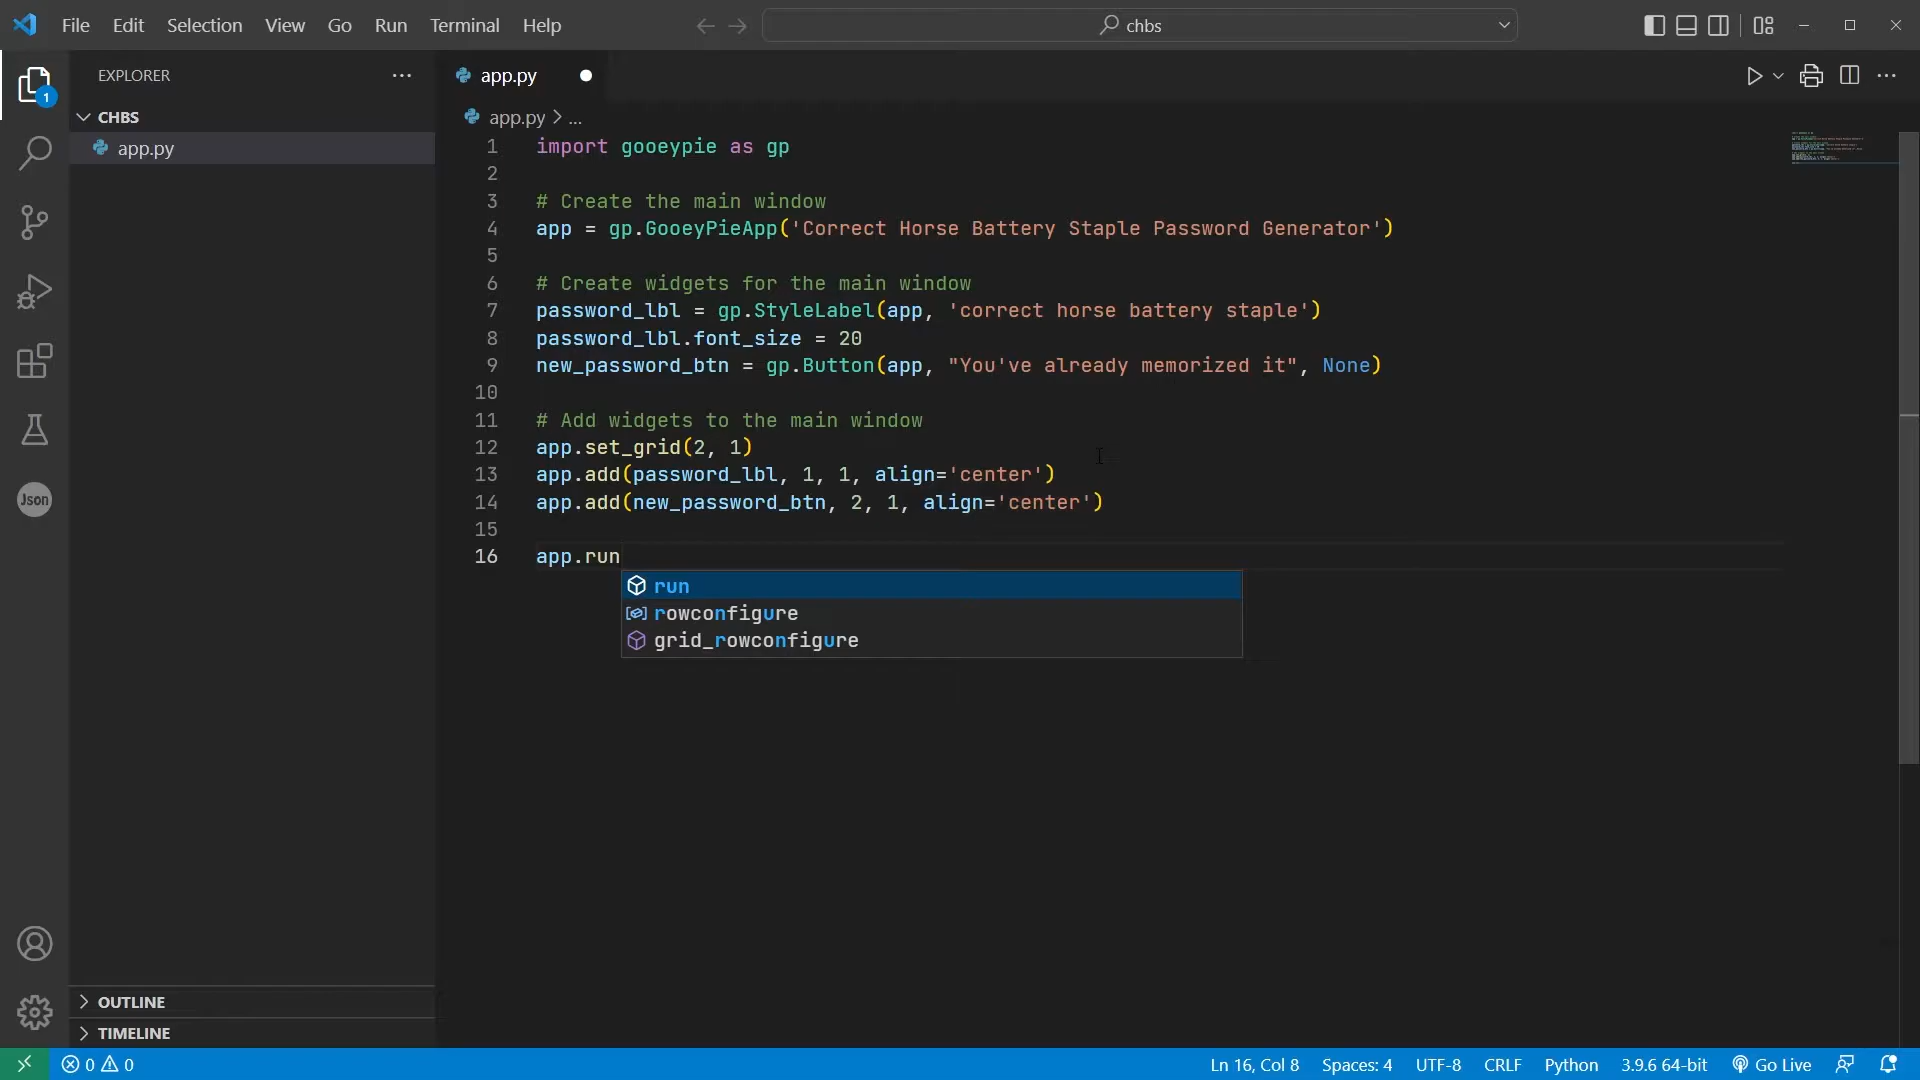 File Edit Selection View Go Run Terminal Help
chbs
EXPLORER
1
CHBS
app.py
app.py
app.py > ...
1 import gooeypie as gp
2
3 # Create the main window
4 app = gp.GooeyPieApp('Correct Horse Battery Staple Password Generator')
5
6 # Create widgets for the main window
7 password_lbl = gp.StyleLabel(app, 'correct horse battery staple')
8 password_lbl.font_size = 20
9 new_password_btn = gp.Button(app, "You've already memorized it", None)
10
11 # Add widgets to the main window
12 app.set_grid(2, 1)
13 app.add(password_lbl, 1, 1, align='center')
14 app.add(new_password_btn, 2, 1, align='center')
15
16 app.run
run
rowconfigure
grid_rowconfigure
Json
OUTLINE
TIMELINE
0 0 Ln 16, Col 8 Spaces: 4 UTF-8 CRLF Python 3.9.6 64-bit Go Live